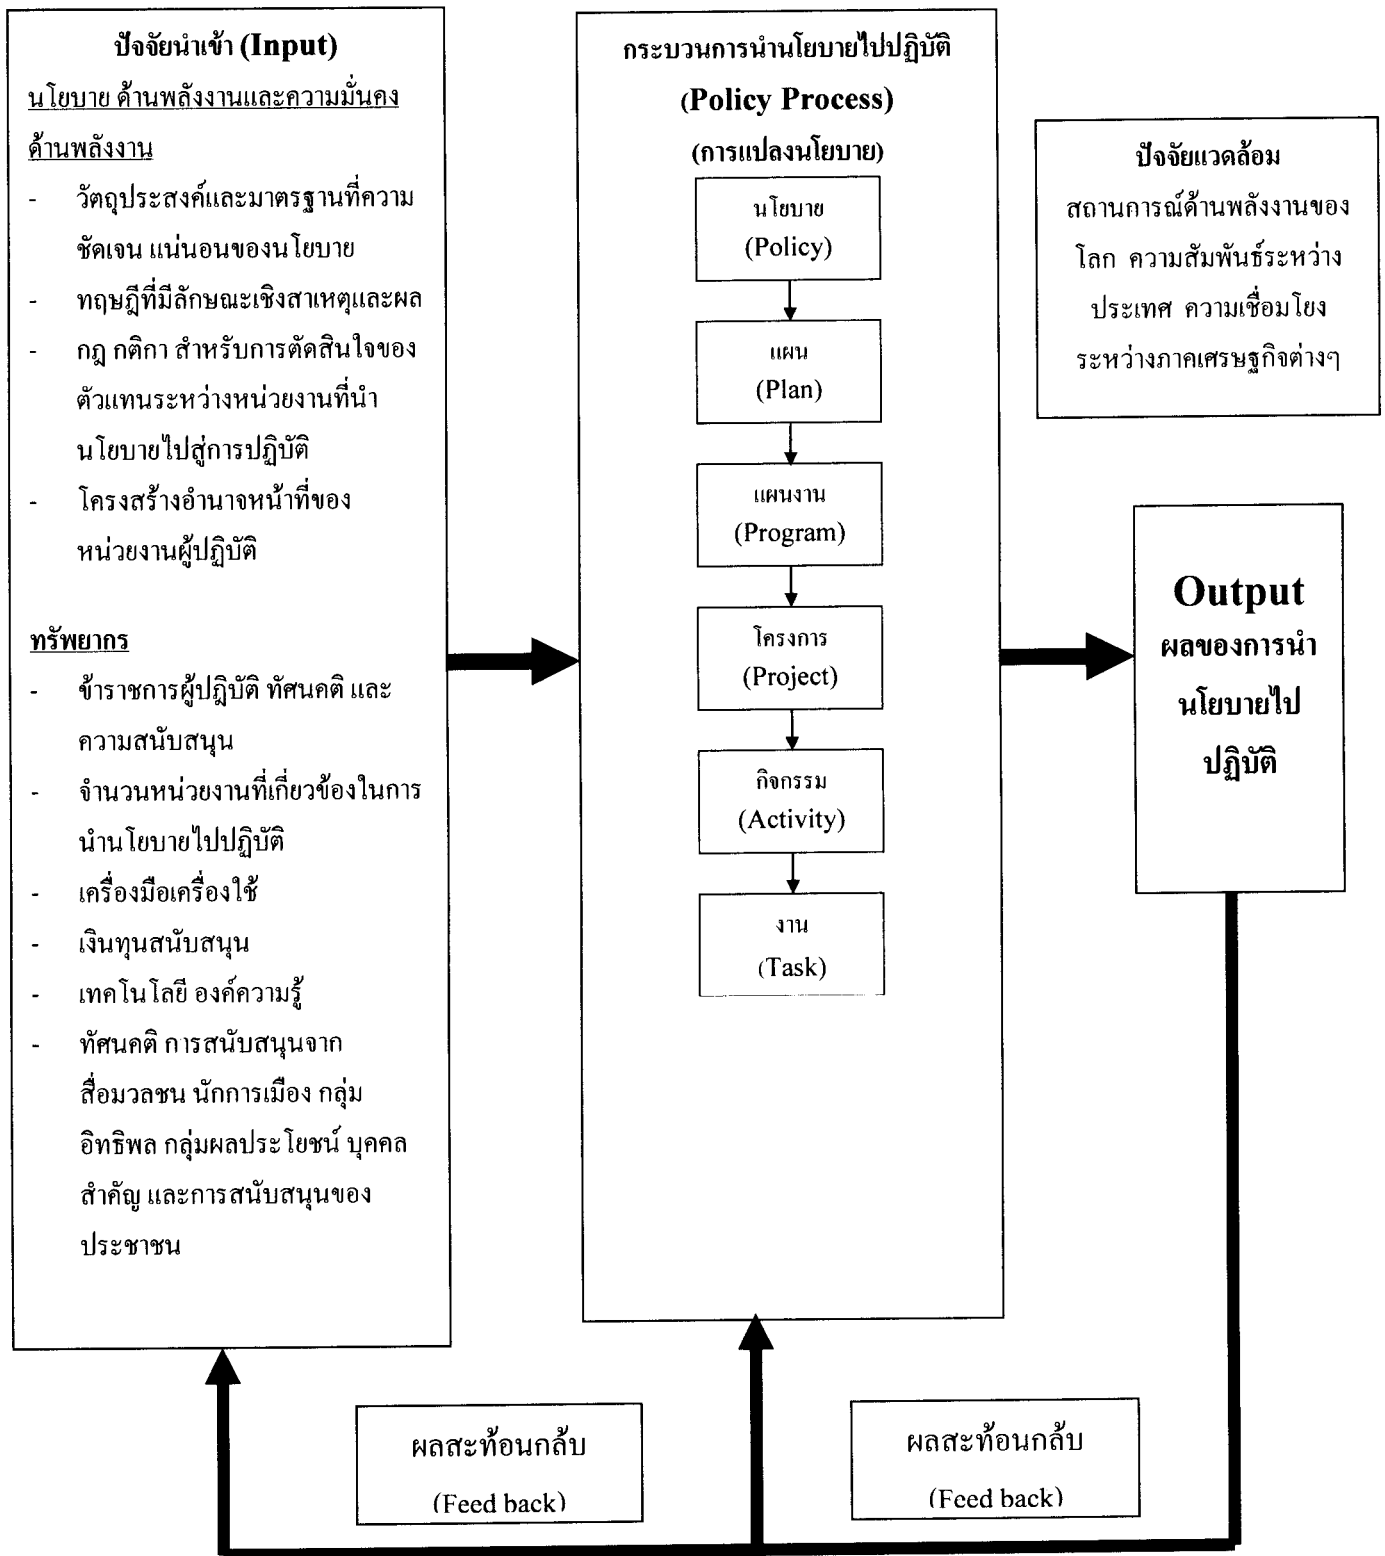 ปัจจัยนำเข้า (Input)
นโยบาย ด้านพลังงานและความมั่นคง
ด้านพลังงาน
- วัตถุประสงค์และมาตรฐานที่ความ
ชัดเจน แน่นอนของนโยบาย
- ทฤษฎีที่มีลักษณะเชิงสาเหตุและผล
- กฎ กติกา สำหรับการตัดสินใจของ
ตัวแทนระหว่างหน่วยงานที่นำ
นโยบายไปสู่การปฏิบัติ
- โครงสร้างอำนาจหน้าที่ของ
หน่วยงานผู้ปฏิบัติ
ทรัพยากร
- ข้าราชการผู้ปฏิบัติ ทัศนคติ และ
ความสนับสนุน
- จำนวนหน่วยงานที่เกี่ยวข้องในการ
นำนโยบายไปปฏิบัติ
- เครื่องมือเครื่องใช้
- เงินทุนสนับสนุน
- เทคโนโลยี องค์ความรู้
- ทัศนคติ การสนับสนุนจาก
สื่อมวลชน นักการเมือง กลุ่ม
อิทธิพล กลุ่มผลประโยชน์ บุคคล
สำคัญ และการสนับสนุนของ
ประชาชน
กระบวนการนำนโยบายไปปฏิบัติ
(Policy Process)
(การแปลงนโยบาย)
นโยบาย
(Policy)
แผน
(Plan)
แผนงาน
(Program)
โครงการ
(Project)
กิจกรรม
(Activity)
งาน
(Task)
ปัจจัยแวดล้อม
สถานการณ์ด้านพลังงานของ
โลก ความสัมพันธ์ระหว่าง
ประเทศ ความเชื่อมโยง
ระหว่างภาคเศรษฐกิจต่างๆ
Output
ผลของการนำ
นโยบายไป
ปฏิบัติ
ผลสะท้อนกลับ
(Feed back)
ผลสะท้อนกลับ
(Feed back)